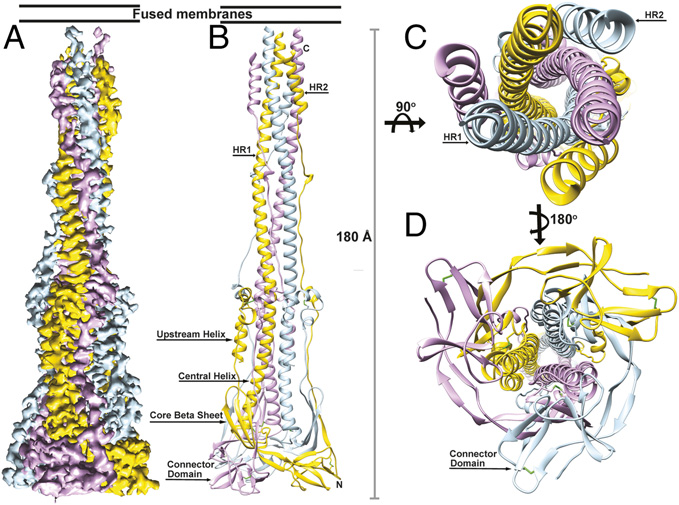 Fused membranes
A
B
C
HR2
HR1
Upstream Helix
Central Helix
Core Beta Sheet
Connector
Domain
N
180 Å
C
HR2
90°
HR1
180°
D
Connector
Domain